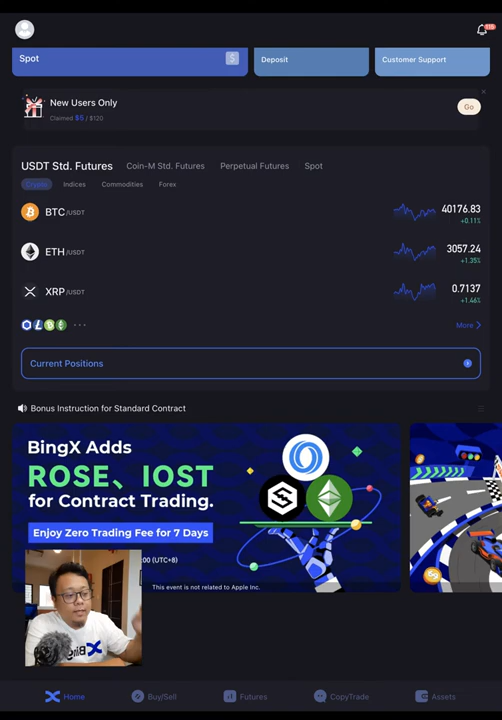 Spot
Deposit
Customer Support
New Users Only
Claimed $5 / $120
Go
USDT Std. Futures Coin-M Std. Futures Perpetual Futures Spot
Crypto Indices Commodities Forex
BTC/USDT 40176.83
+0.11%
ETH/USDT 3057.24
+1.35%
XRP/USDT 0.7137
+1.46%
More
Current Positions
Bonus Instruction for Standard Contract
BingX Adds
ROSE、IOST
for Contract Trading.
Enjoy Zero Trading Fee for 7 Days
:00 (UTC+8)
This event is not related to Apple Inc.
BingX
Home Buy/Sell Futures CopyTrade Assets